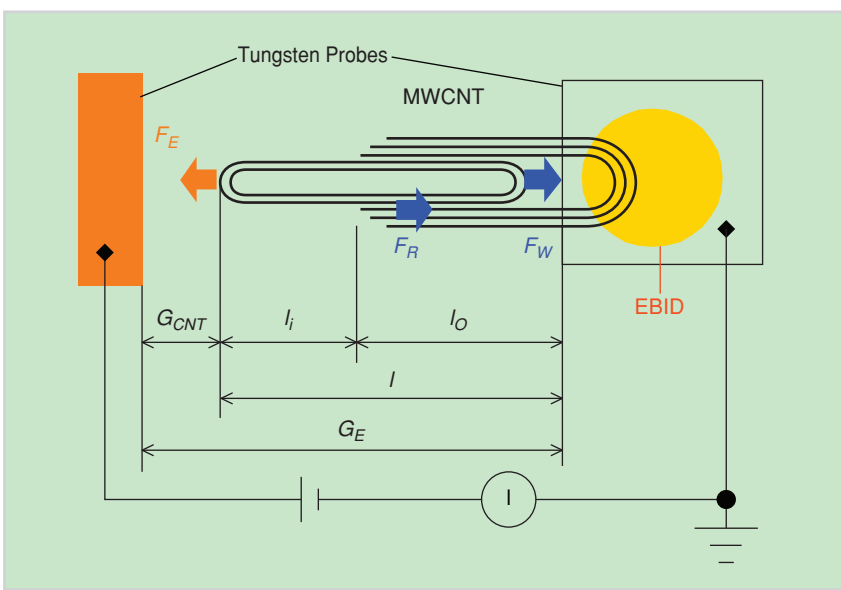 Tungsten Probes
MWCNT
F_E
F_R
F_W
EBID
G_CNT
l_i
l_O
l
G_E
I